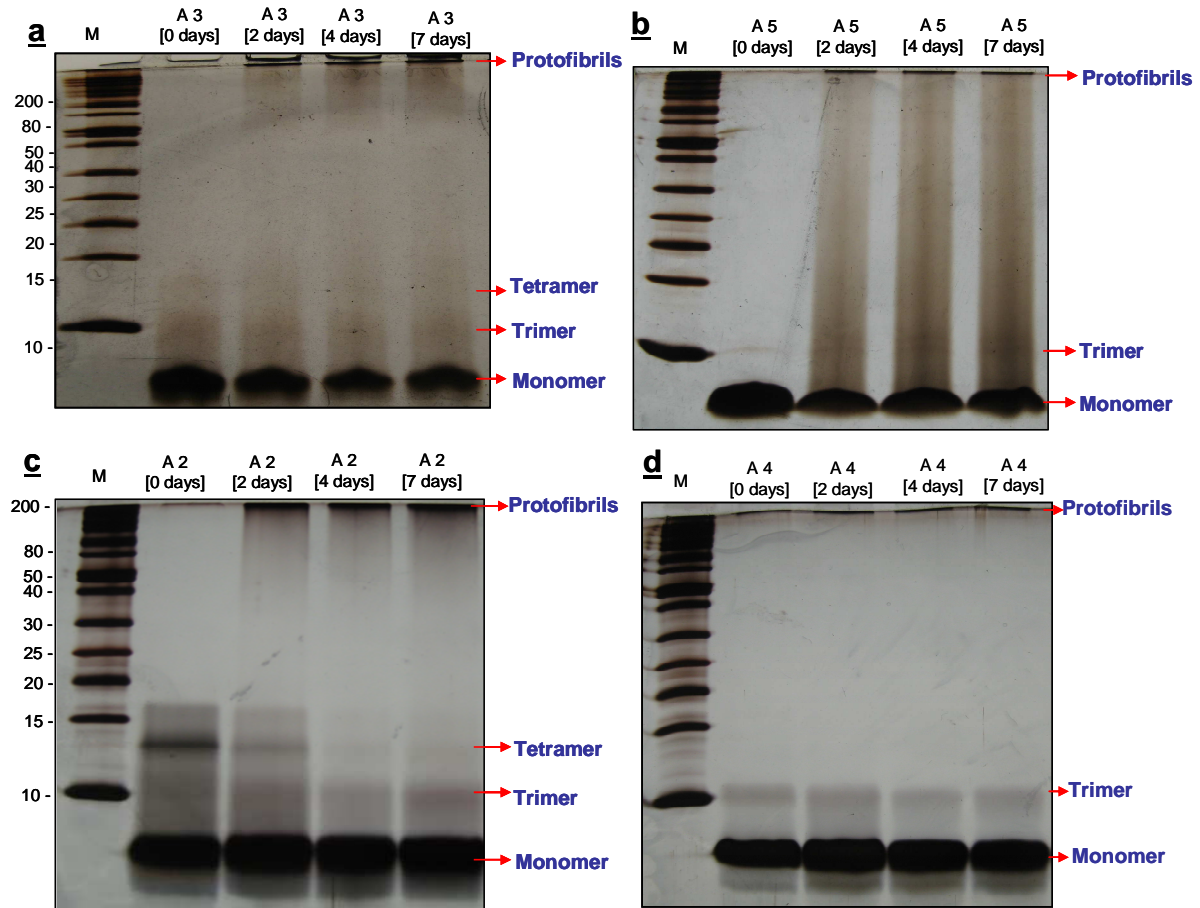 a
M
A 3
[0 days]
A 3
[2 days]
A 3
[4 days]
A 3
[7 days]
Protofibrils
200 -
80 -
50 -
40 -
30 -
25 -
20 -
15 -
10 -
Tetramer
Trimer
Monomer
b
M
A 5
[0 days]
A 5
[2 days]
A 5
[4 days]
A 5
[7 days]
Protofibrils
Trimer
Monomer
c
M
A 2
[0 days]
A 2
[2 days]
A 2
[4 days]
A 2
[7 days]
Protofibrils
200 -
80 -
50 -
40 -
30 -
25 -
20 -
15 -
10 -
Tetramer
Trimer
Monomer
d
M
A 4
[0 days]
A 4
[2 days]
A 4
[4 days]
A 4
[7 days]
Protofibrils
Trimer
Monomer